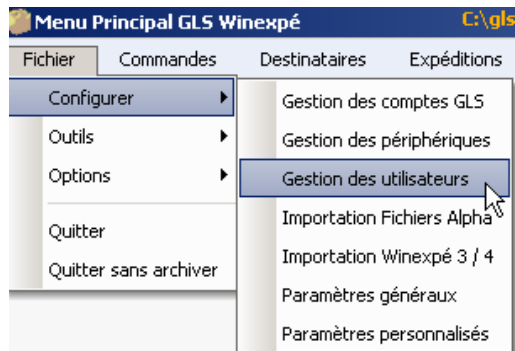 Menu Principal GLS Winexpé C:\gls
Fichier Commandes Destinataires Expéditions
Configurer
Outils
Options
Quitter
Quitter sans archiver
Gestion des comptes GLS
Gestion des périphériques
Gestion des utilisateurs
Importation Fichiers Alpha
Importation Winexpé 3 / 4
Paramètres généraux
Paramètres personnalisés